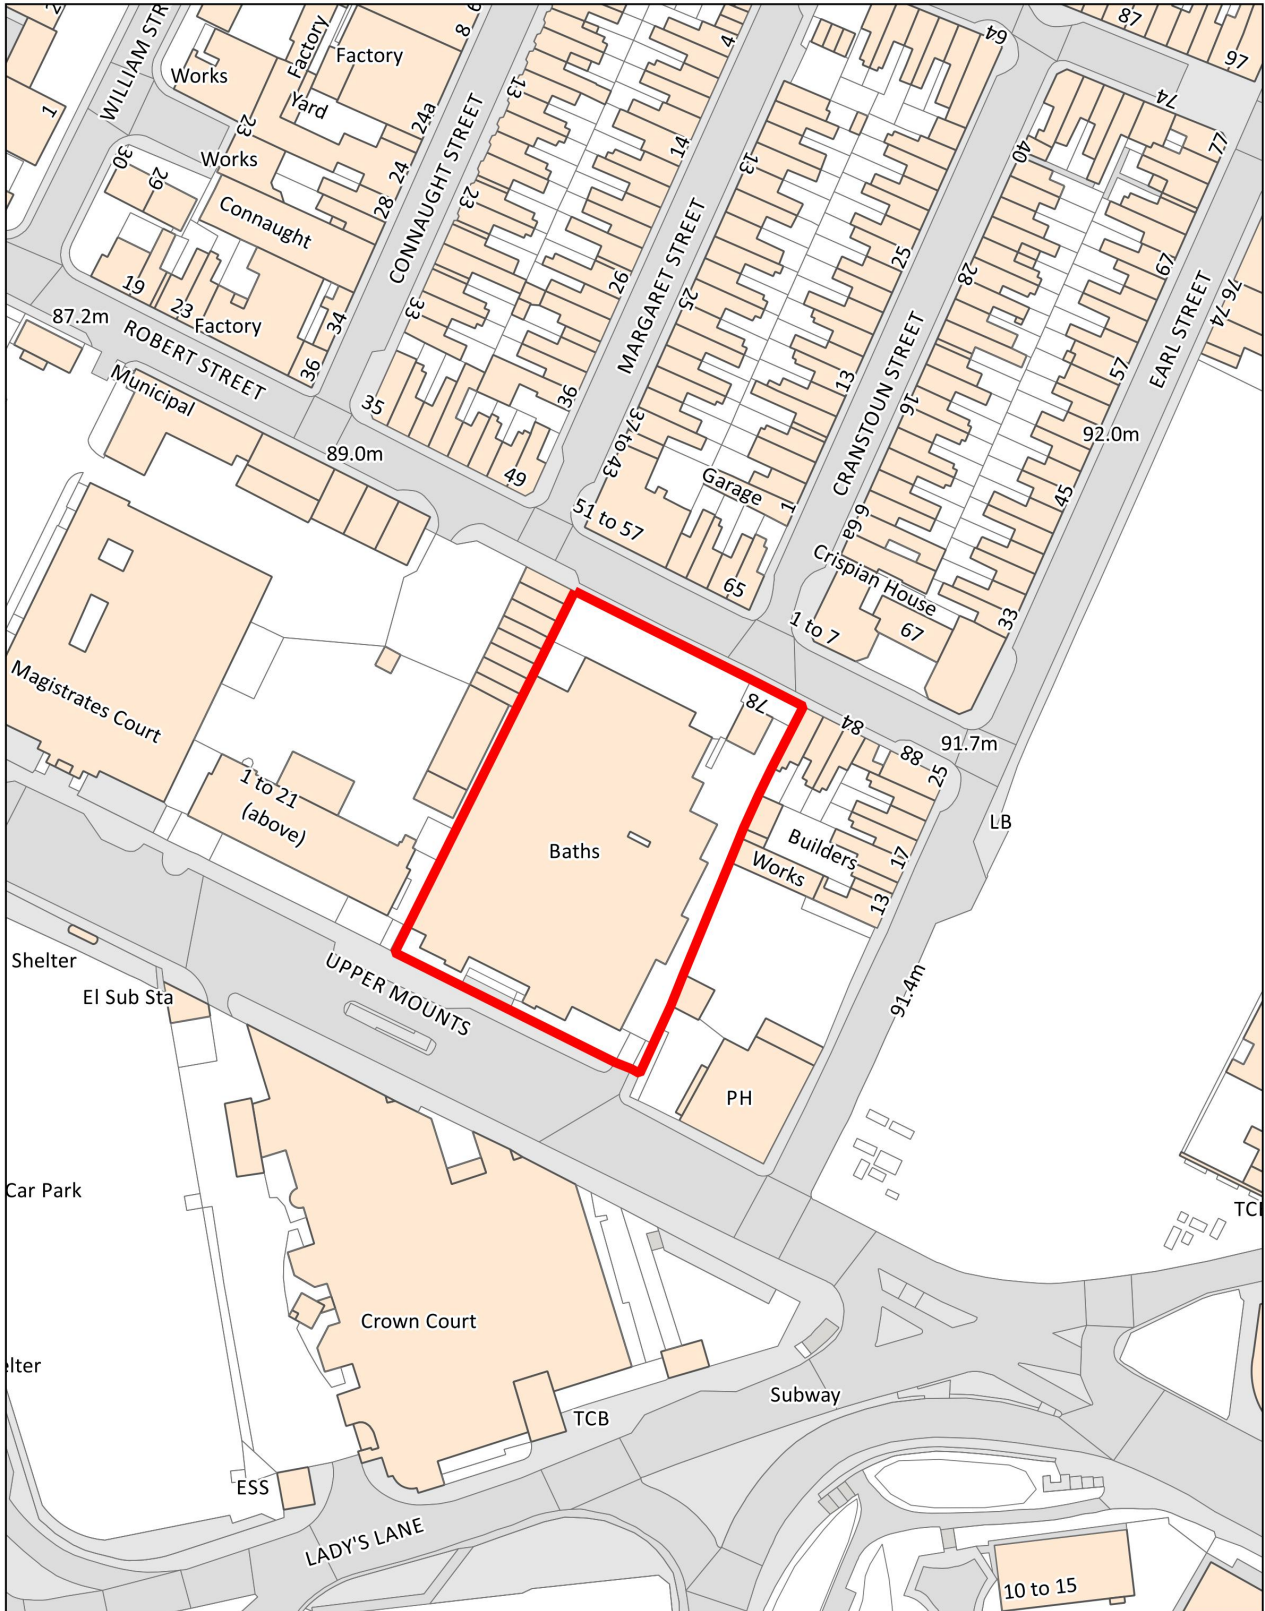 87
97
64
74
77
WILLIAM STR
Works
Factory
Factory
Yard
8
4
1
13
24a
23
Works
30
29
24
28
Connaught
CONNAUGHT STREET
23
14
13
40
19
23
Factory
34
36
33
26
MARGARET STREET
25
25
28
67
EARL STREET
76-74
87.2m
ROBERT STREET
Municipal
35
89.0m
49
36
37 to 43
13
CRANSTOUN STREET
16
57
92.0m
45
Garage
1
51 to 57
65
6-6a
Crispian House
1 to 7
67
33
Magistrates Court
1 to 21
(above)
78
84
88
91.7m
25
LB
Baths
Builders
Works
17
13
Shelter
El Sub Sta
UPPER MOUNTS
91.4m
PH
Car Park
TCB
Crown Court
lter
Subway
TCB
ESS
LADY'S LANE
10 to 15